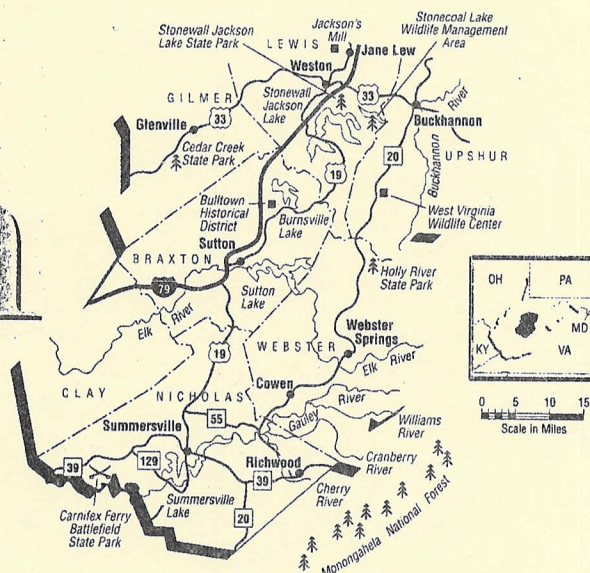 Jackson's
Mill
Stonewall Jackson
Lake State Park
Stonecoal Lake
Wildlife Management
Area
LEWIS
Jane Lew
Weston
GILMER
33
Stonewall
Jackson
Lake
33
River
Glenville
Buckhannon
Cedar Creek
State Park
20
UPSHUR
Buckhannon
19
Bulltown
Historical
District
Burnsville
Lake
West Virginia
Wildlife Center
Sutton
BRAXTON
79
Sutton
Lake
Holly River
State Park
OH
PA
MD
KY
VA
Elk River
19
WEBSTER
Webster
Springs
Elk River
CLAY
NICHOLAS
Cowen
0 5 10 15
Scale in Miles
55
Gauley River
Williams
River
Summersville
39
129
Richwood
39
Cranberry
River
Cherry
River
Summersville
Lake
20
Carnifex Ferry
Battlefield
State Park
Monongahela National Forest